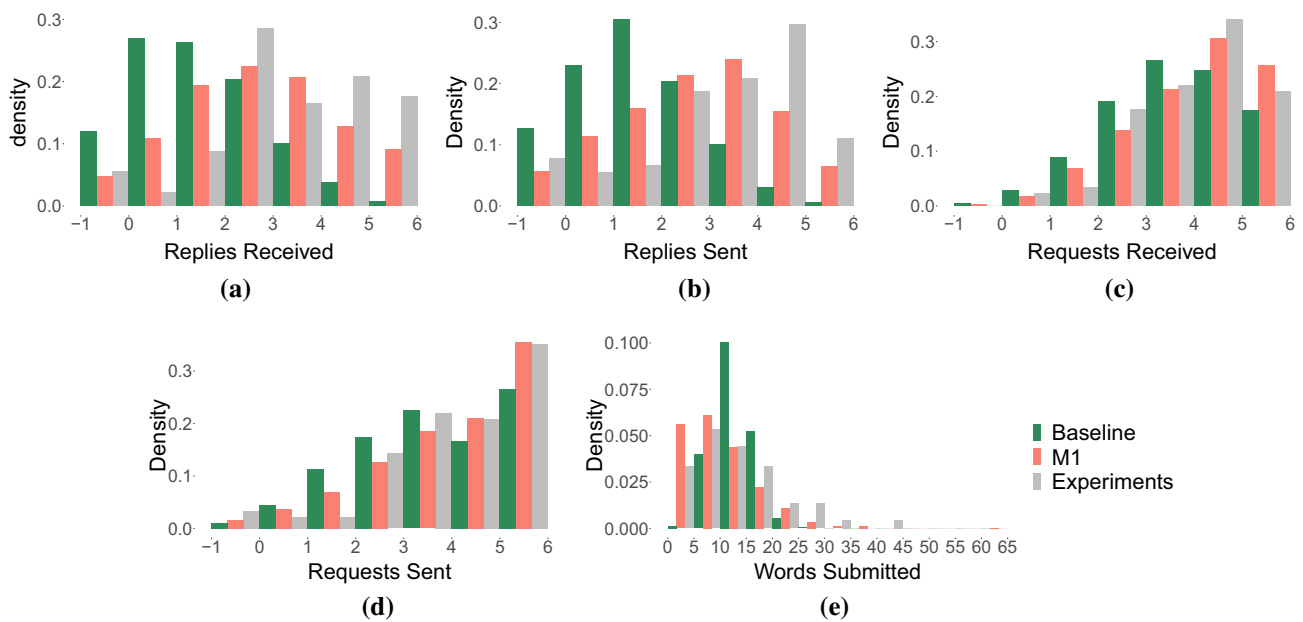 0.3
0.2
0.1
0.0
density
−1 0 1 2 3 4 5 6
Replies Received
(a)
0.3
0.2
0.1
0.0
Density
−1 0 1 2 3 4 5 6
Replies Sent
(b)
0.3
0.2
0.1
0.0
Density
−1 0 1 2 3 4 5 6
Requests Received
(c)
0.3
0.2
0.1
0.0
Density
−1 0 1 2 3 4 5 6
Requests Sent
(d)
0.100
0.075
0.050
0.025
0.000
Density
0 5 10 15 20 25 30 35 40 45 50 55 60 65
Words Submitted
(e)
Baseline
M1
Experiments